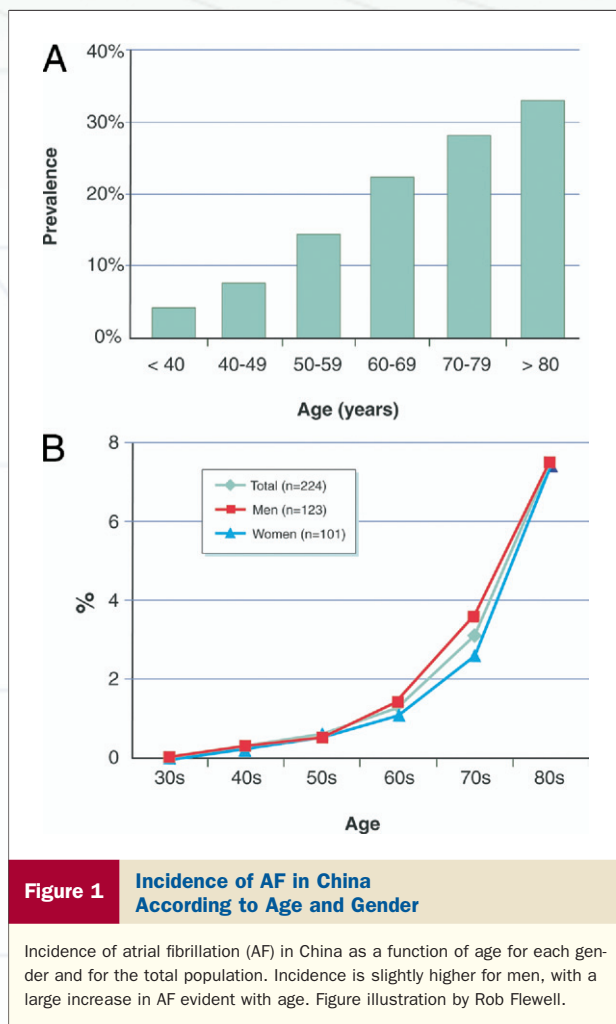 A
40%
30%
20%
10%
0%
Prevalence
< 40 40-49 50-59 60-69 70-79 > 80
Age (years)
B
8
6
4
2
0
%
Total (n=224)
Men (n=123)
Women (n=101)
30s 40s 50s 60s 70s 80s
Age
Figure 1
Incidence of AF in China
According to Age and Gender
Incidence of atrial fibrillation (AF) in China as a function of age for each gen-
der and for the total population. Incidence is slightly higher for men, with a
large increase in AF evident with age. Figure illustration by Rob Flewell.